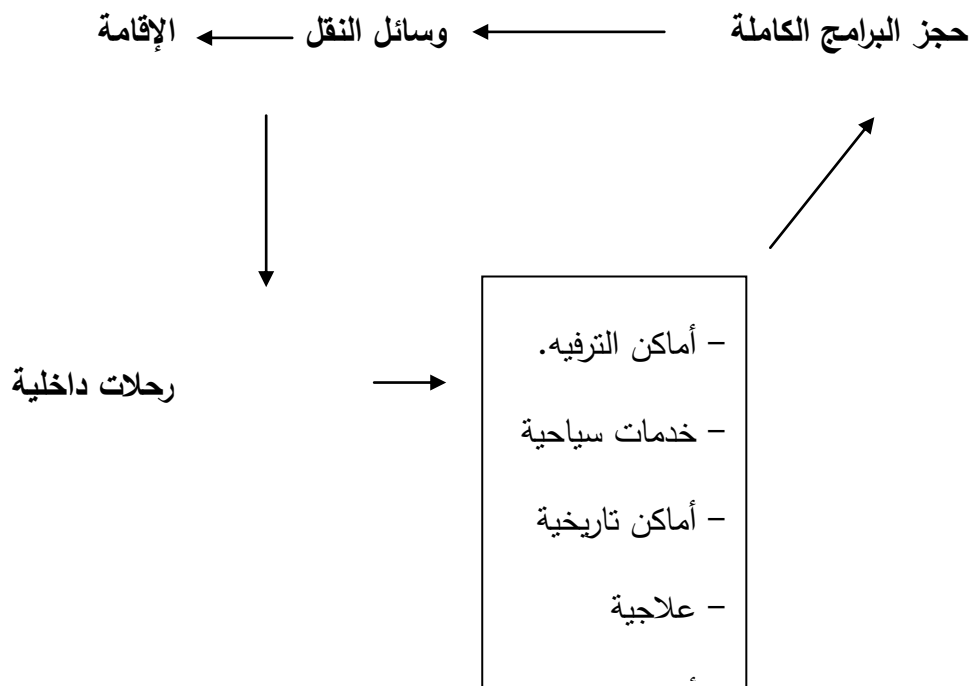 حجز البرامج الكاملة وسائل النقل الإقامة
– أماكن الترفيه.
رحلات داخلية
– خدمات سياحية
– أماكن تاريخية
– علاجية